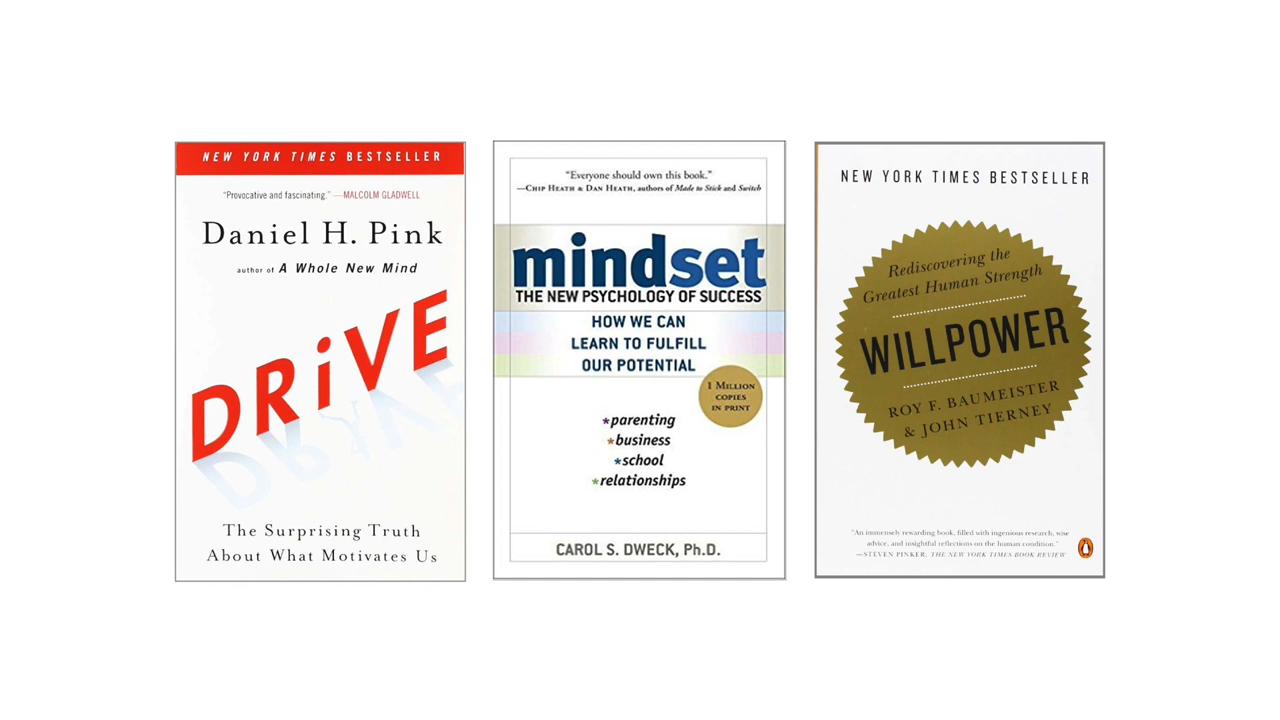 NEW YORK TIMES BESTSELLER
"Provocative and fascinating." —MALCOLM GLADWELL
Daniel H. Pink
author of A Whole New Mind
DRiVE
The Surprising Truth
About What Motivates Us
"Everyone should own this book."
—CHIP HEATH & DAN HEATH, authors of Made to Stick and Switch
mindset
THE NEW PSYCHOLOGY OF SUCCESS
HOW WE CAN
LEARN TO FULFILL
OUR POTENTIAL
1 MILLION
COPIES
IN PRINT
*parenting
*business
*school
*relationships
CAROL S. DWECK, Ph.D.
NEW YORK TIMES BESTSELLER
Rediscovering the
Greatest Human Strength
WILLPOWER
ROY F. BAUMEISTER
& JOHN TIERNEY
"An immensely rewarding book, filled with ingenious research, wise
advice, and insightful reflections on the human condition."
—STEVEN PINKER, THE NEW YORK TIMES BOOK REVIEW